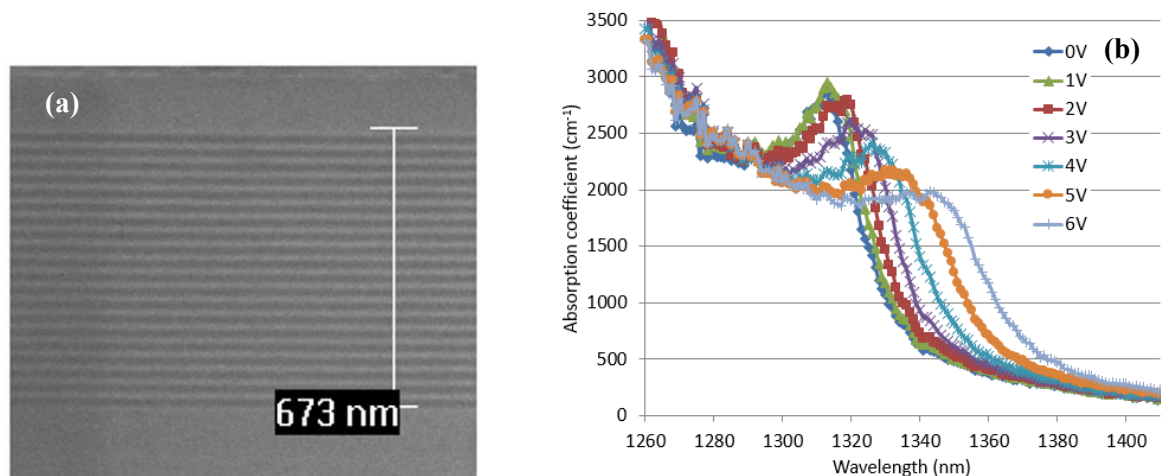 (a)
673 nm
(b)
Absorption coefficient (cm⁻¹)
3500
3000
2500
2000
1500
1000
500
0
1260 1280 1300 1320 1340 1360 1380 1400
Wavelength (nm)
0V
1V
2V
3V
4V
5V
6V